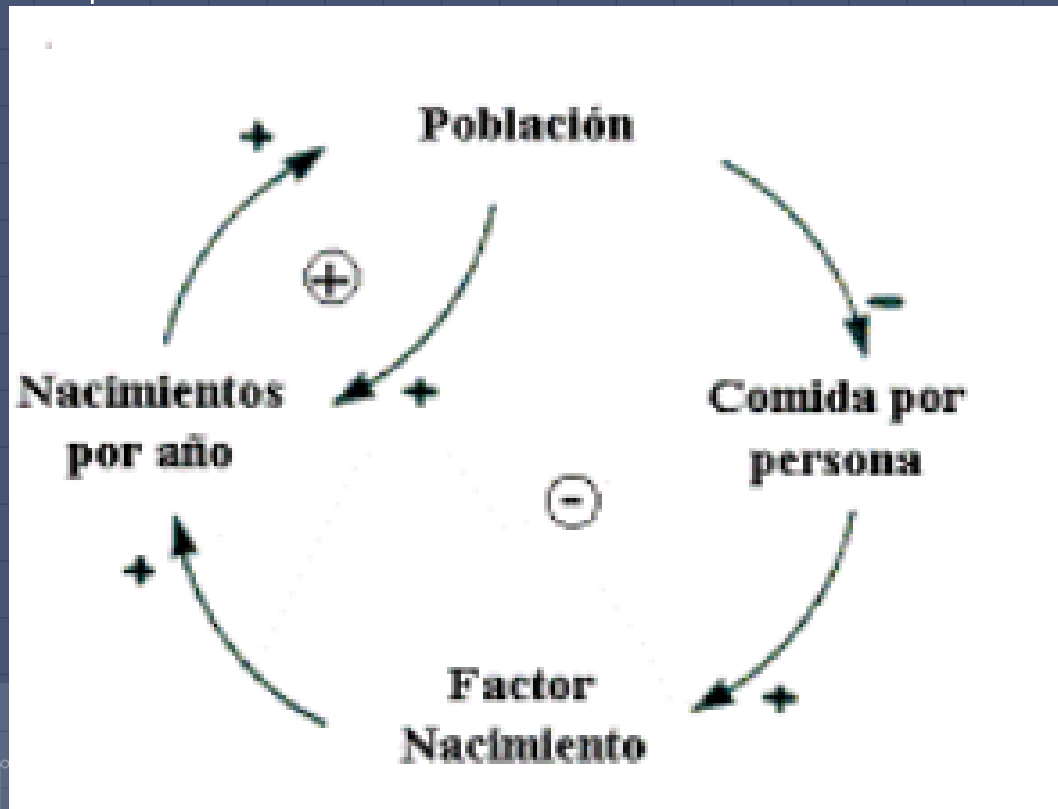 Población
+
+
+
-
Nacimientos
por año
Comida por
persona
-
+
Factor
Nacimiento
+